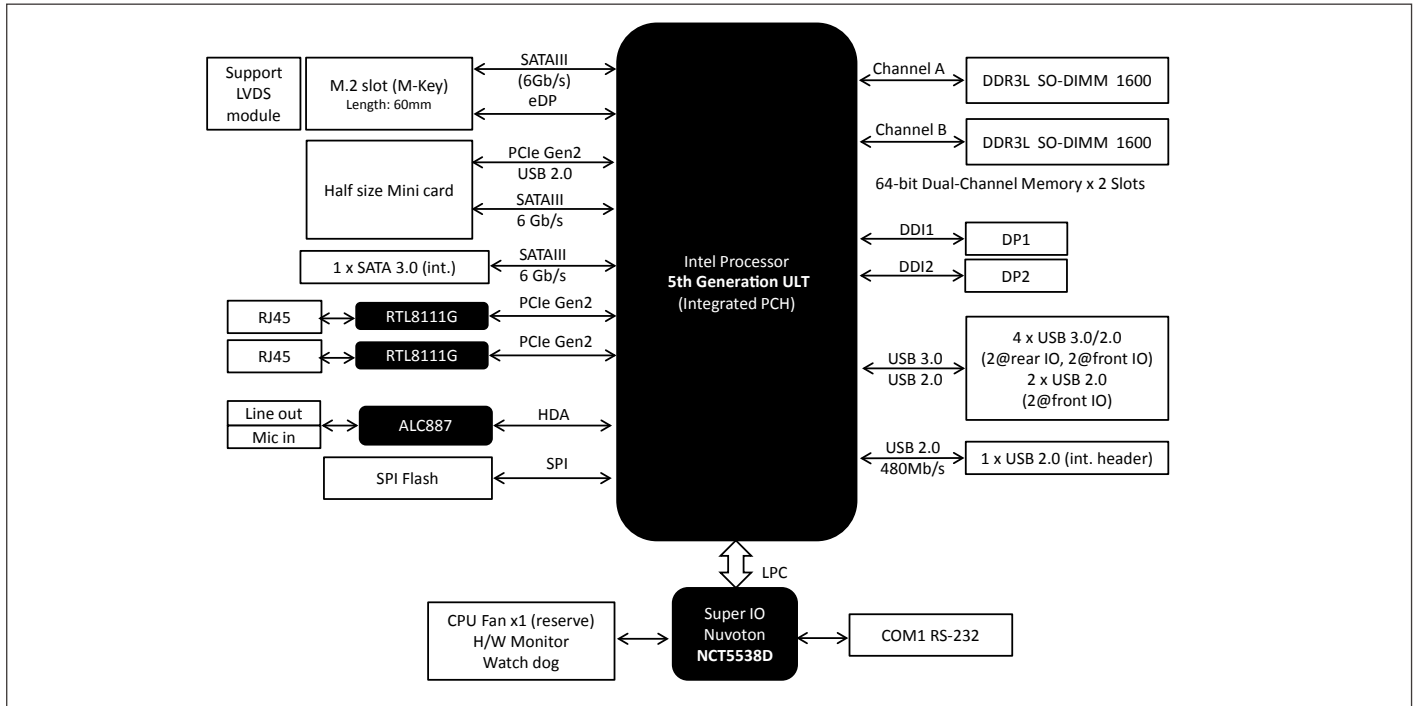 Support
LVDS
module
M.2 slot (M-Key)
Length: 60mm
SATAIII
(6Gb/s)
eDP
Half size Mini card
PCIe Gen2
USB 2.0
SATAIII
6 Gb/s
1 x SATA 3.0 (int.)
SATAIII
6 Gb/s
RJ45
RTL8111G
PCIe Gen2
RJ45
RTL8111G
PCIe Gen2
Line out
Mic in
ALC887
HDA
SPI Flash
SPI
Intel Processor
5th Generation ULT
(Integrated PCH)
Channel A
DDR3L SO-DIMM 1600
Channel B
DDR3L SO-DIMM 1600
64-bit Dual-Channel Memory x 2 Slots
DDI1
DP1
DDI2
DP2
USB 3.0
USB 2.0
4 x USB 3.0/2.0
(2@rear IO, 2@front IO)
2 x USB 2.0
(2@front IO)
USB 2.0
480Mb/s
1 x USB 2.0 (int. header)
LPC
CPU Fan x1 (reserve)
H/W Monitor
Watch dog
Super IO
Nuvoton
NCT5538D
COM1 RS-232